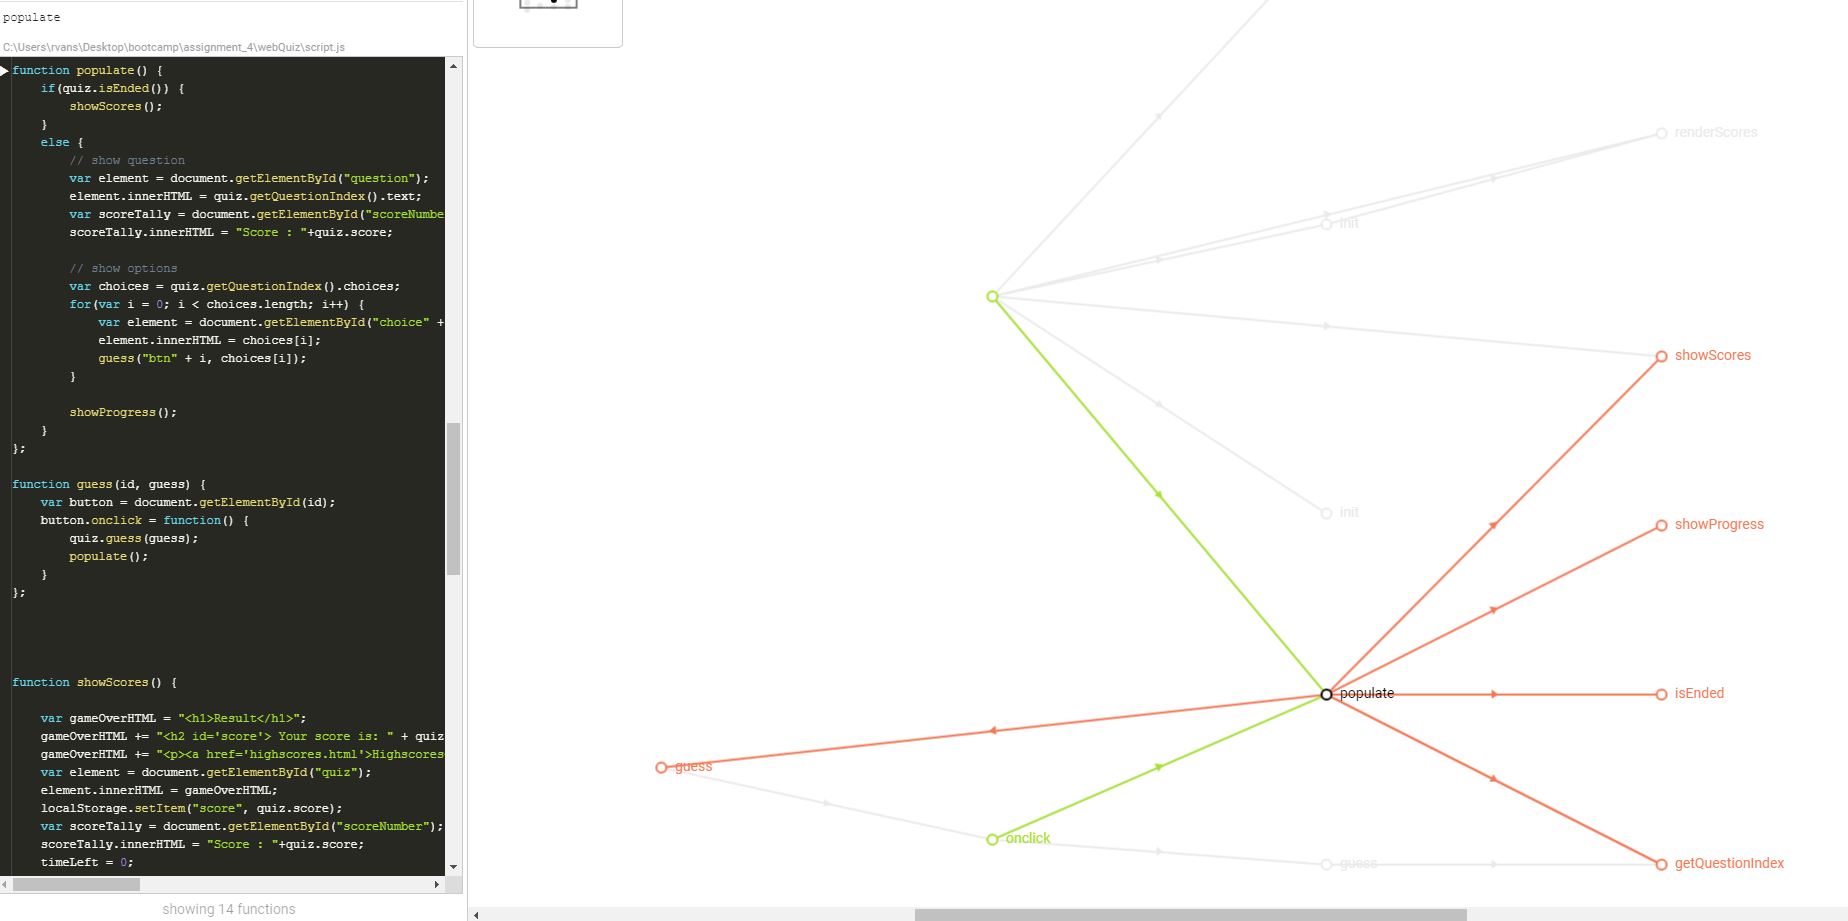 populate
C:\Users\rvans\Desktop\bootcamp\assignment_4\webQuiz\script.js
function populate() {
    if(quiz.isEnded()) {
        showScores();
    }
    else {
        // show question
        var element = document.getElementById("question");
        element.innerHTML = quiz.getQuestionIndex().text;
        var scoreTally = document.getElementById("scoreNumbe
        scoreTally.innerHTML = "Score : "+quiz.score;
        // show options
        var choices = quiz.getQuestionIndex().choices;
        for(var i = 0; i < choices.length; i++) {
            var element = document.getElementById("choice" +
            element.innerHTML = choices[i];
            guess("btn" + i, choices[i]);
        }
        showProgress();
    }
};
function guess(id, guess) {
    var button = document.getElementById(id);
    button.onclick = function() {
        quiz.guess(guess);
        populate();
    }
};
function showScores() {
    var gameOverHTML = "<h1>Result</h1>";
    gameOverHTML += "<h2 id='score'> Your score is: " + quiz
    gameOverHTML += "<p><a href='highscores.html'>Highscores
    var element = document.getElementById("quiz");
    element.innerHTML = gameOverHTML;
    localStorage.setItem("score", quiz.score);
    var scoreTally = document.getElementById("scoreNumber");
    scoreTally.innerHTML = "Score : "+quiz.score;
    timeLeft = 0;
showing 14 functions
renderScores
init
showScores
init
showProgress
populate
isEnded
guess
onclick
guess
getQuestionIndex